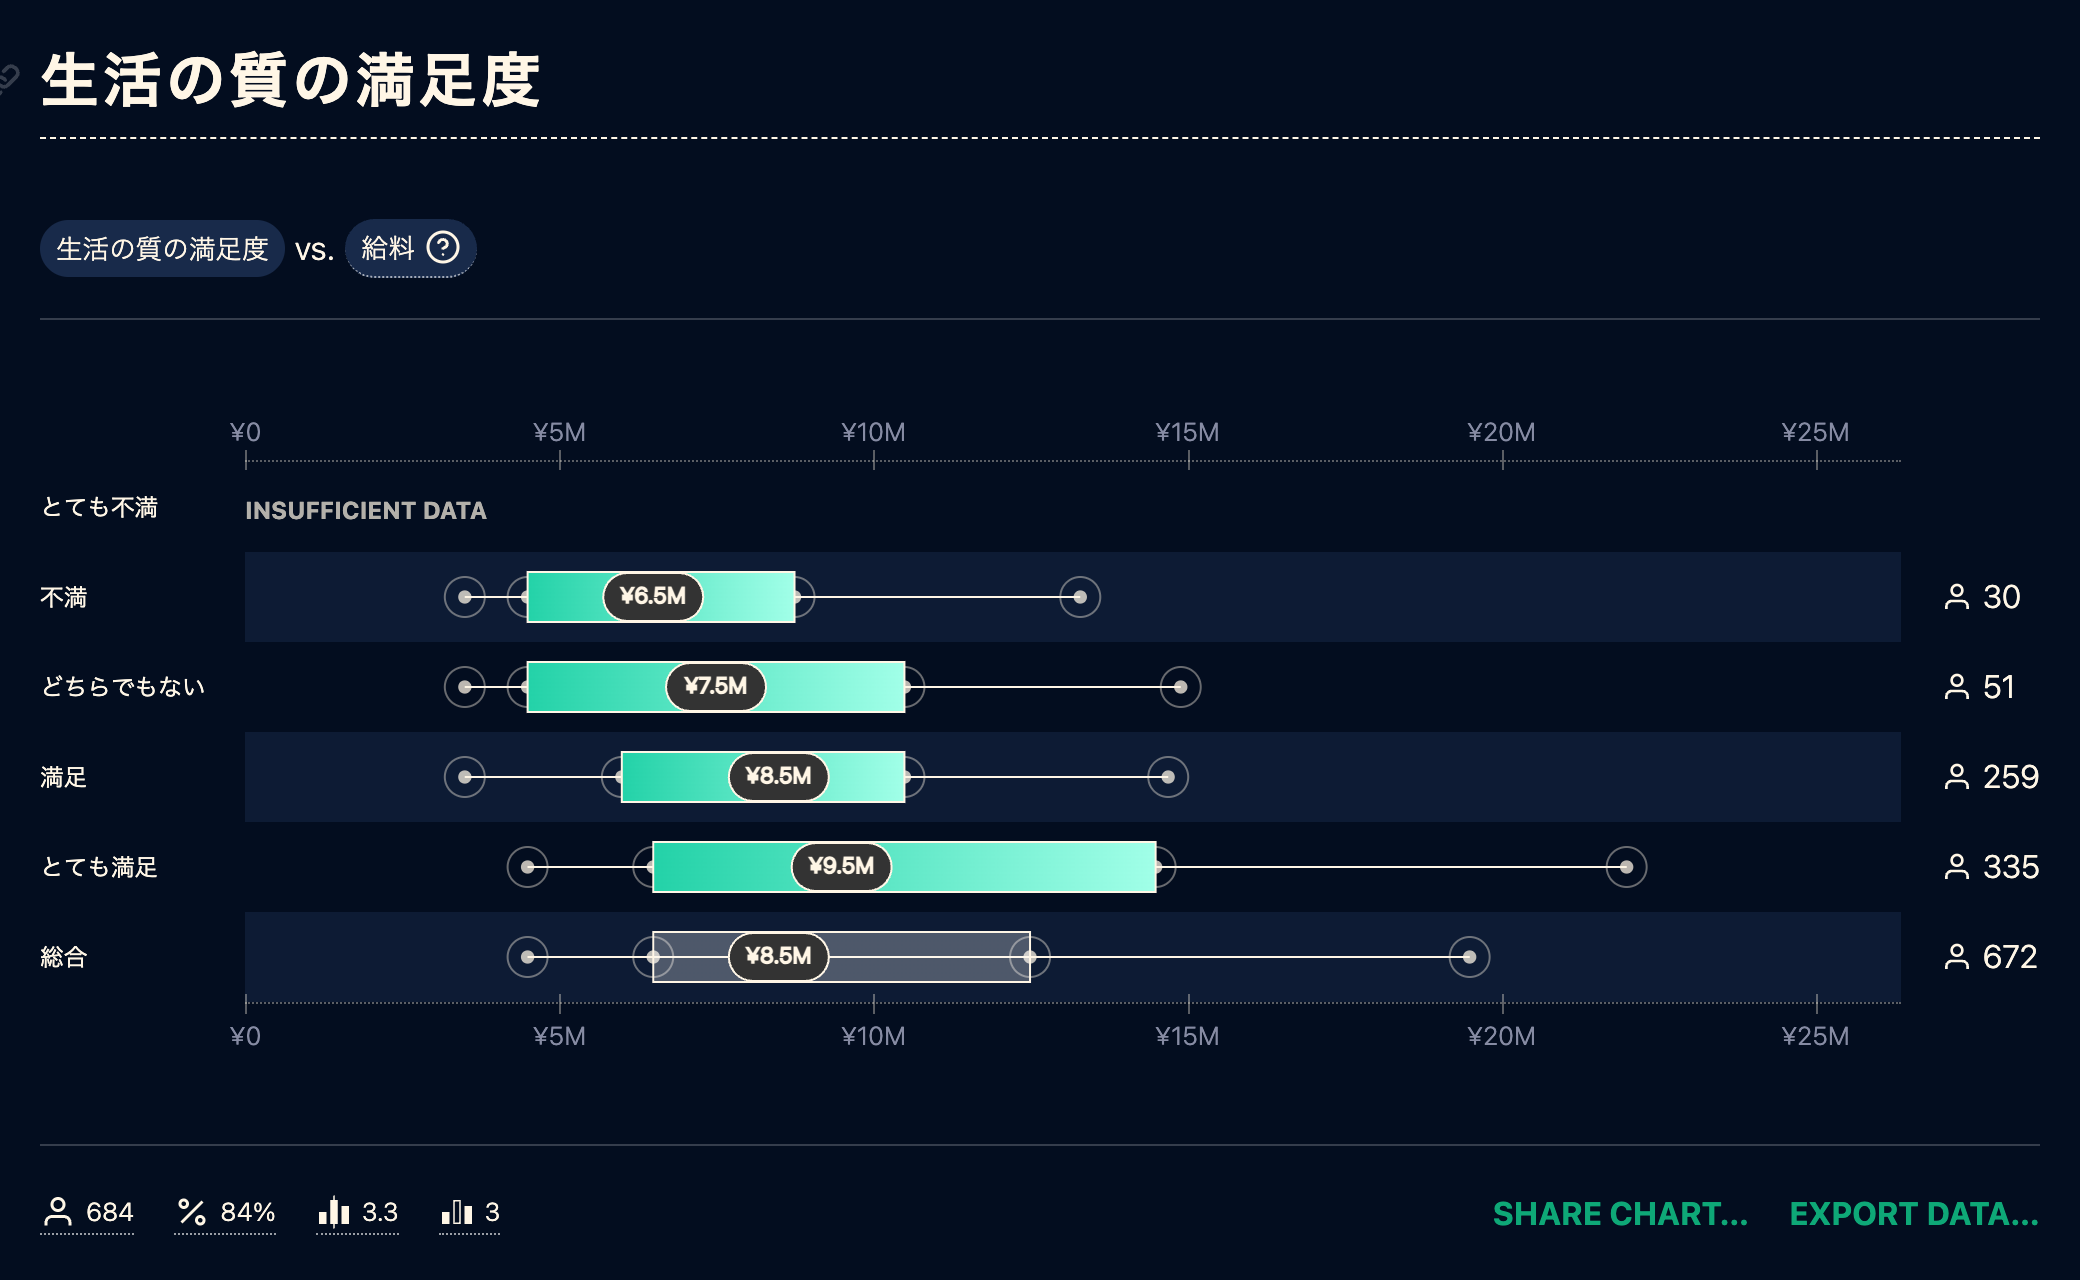 生活の質の満足度
生活の質の満足度 vs. 給料 ?
¥0 ¥5M ¥10M ¥15M ¥20M ¥25M
とても不満 INSUFFICIENT DATA
不満 ¥6.5M 30
どちらでもない ¥7.5M 51
満足 ¥8.5M 259
とても満足 ¥9.5M 335
総合 ¥8.5M 672
¥0 ¥5M ¥10M ¥15M ¥20M ¥25M
684 % 84% 3.3 3 SHARE CHART... EXPORT DATA...